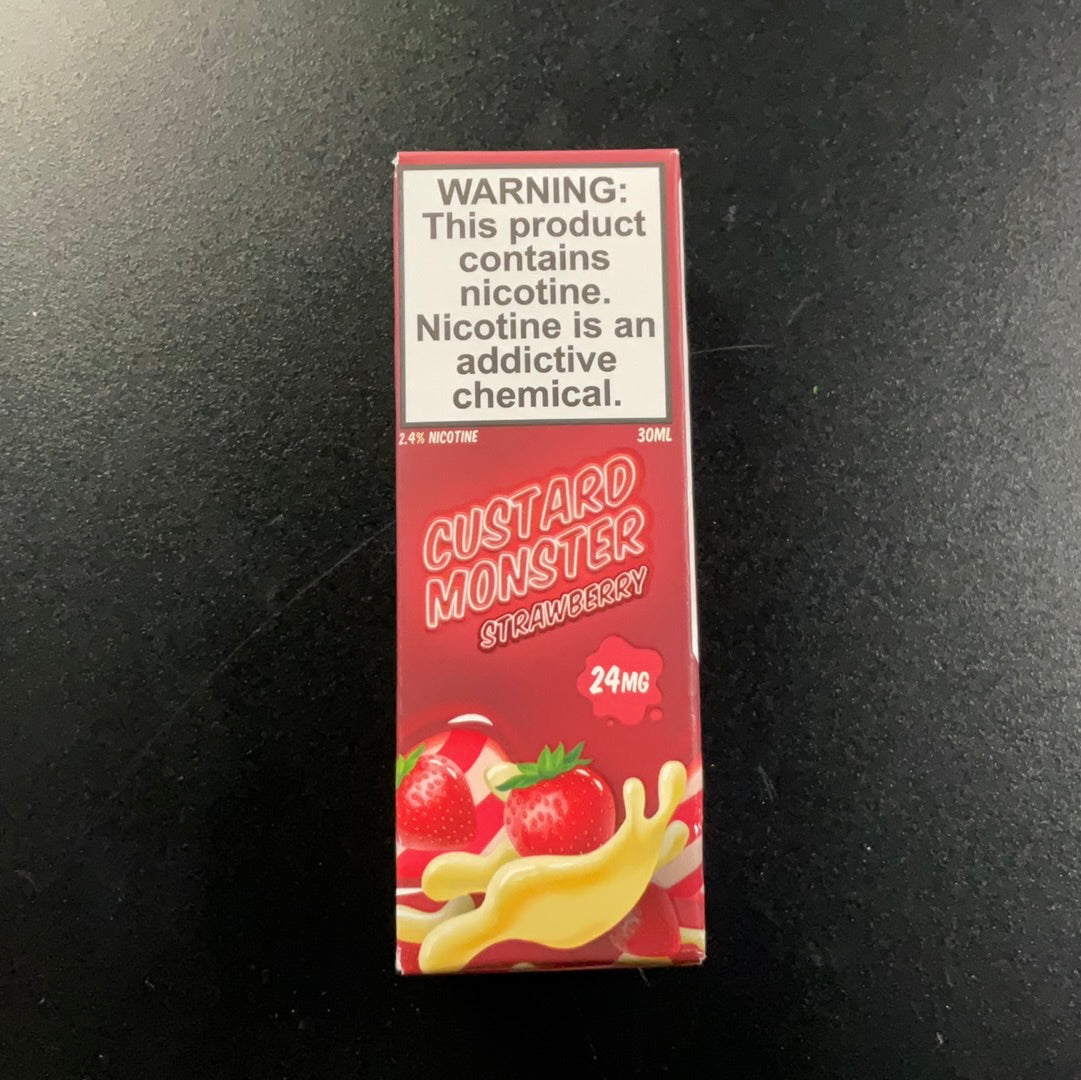 WARNING:
This product
contains
nicotine.
Nicotine is an
addictive
chemical.
2.4% NICOTINE 30ML
CUSTARD
MONSTER
STRAWBERRY
24MG